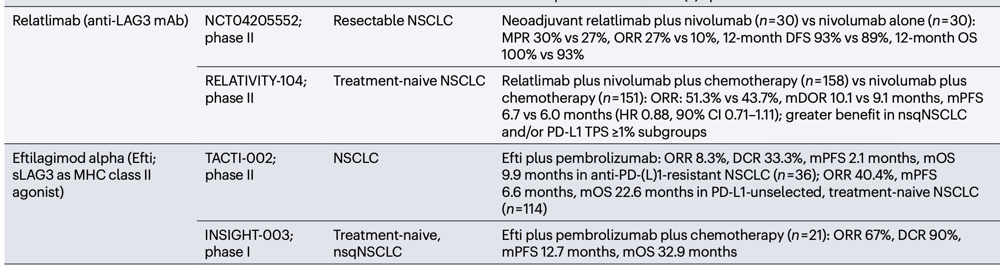 Relatlimab (anti-LAG3 mAb)
NCT04205552;
phase II
Resectable NSCLC
Neoadjuvant relatlimab plus nivolumab (n=30) vs nivolumab alone (n=30):
MPR 30% vs 27%, ORR 27% vs 10%, 12-month DFS 93% vs 89%, 12-month OS
100% vs 93%
RELATIVITY-104;
phase II
Treatment-naive NSCLC
Relatlimab plus nivolumab plus chemotherapy (n=158) vs nivolumab plus
chemotherapy (n=151): ORR: 51.3% vs 43.7%, mDOR 10.1 vs 9.1 months, mPFS
6.7 vs 6.0 months (HR 0.88, 90% CI 0.71–1.11); greater benefit in nsqNSCLC
and/or PD-L1 TPS ≥1% subgroups
Eftilagimod alpha (Efti;
sLAG3 as MHC class II
agonist)
TACTI-002;
phase II
NSCLC
Efti plus pembrolizumab: ORR 8.3%, DCR 33.3%, mPFS 2.1 months, mOS
9.9 months in anti-PD-(L)1-resistant NSCLC (n=36); ORR 40.4%, mPFS
6.6 months, mOS 22.6 months in PD-L1-unselected, treatment-naive NSCLC
(n=114)
INSIGHT-003;
phase I
Treatment-naive,
nsqNSCLC
Efti plus pembrolizumab plus chemotherapy (n=21): ORR 67%, DCR 90%,
mPFS 12.7 months, mOS 32.9 months